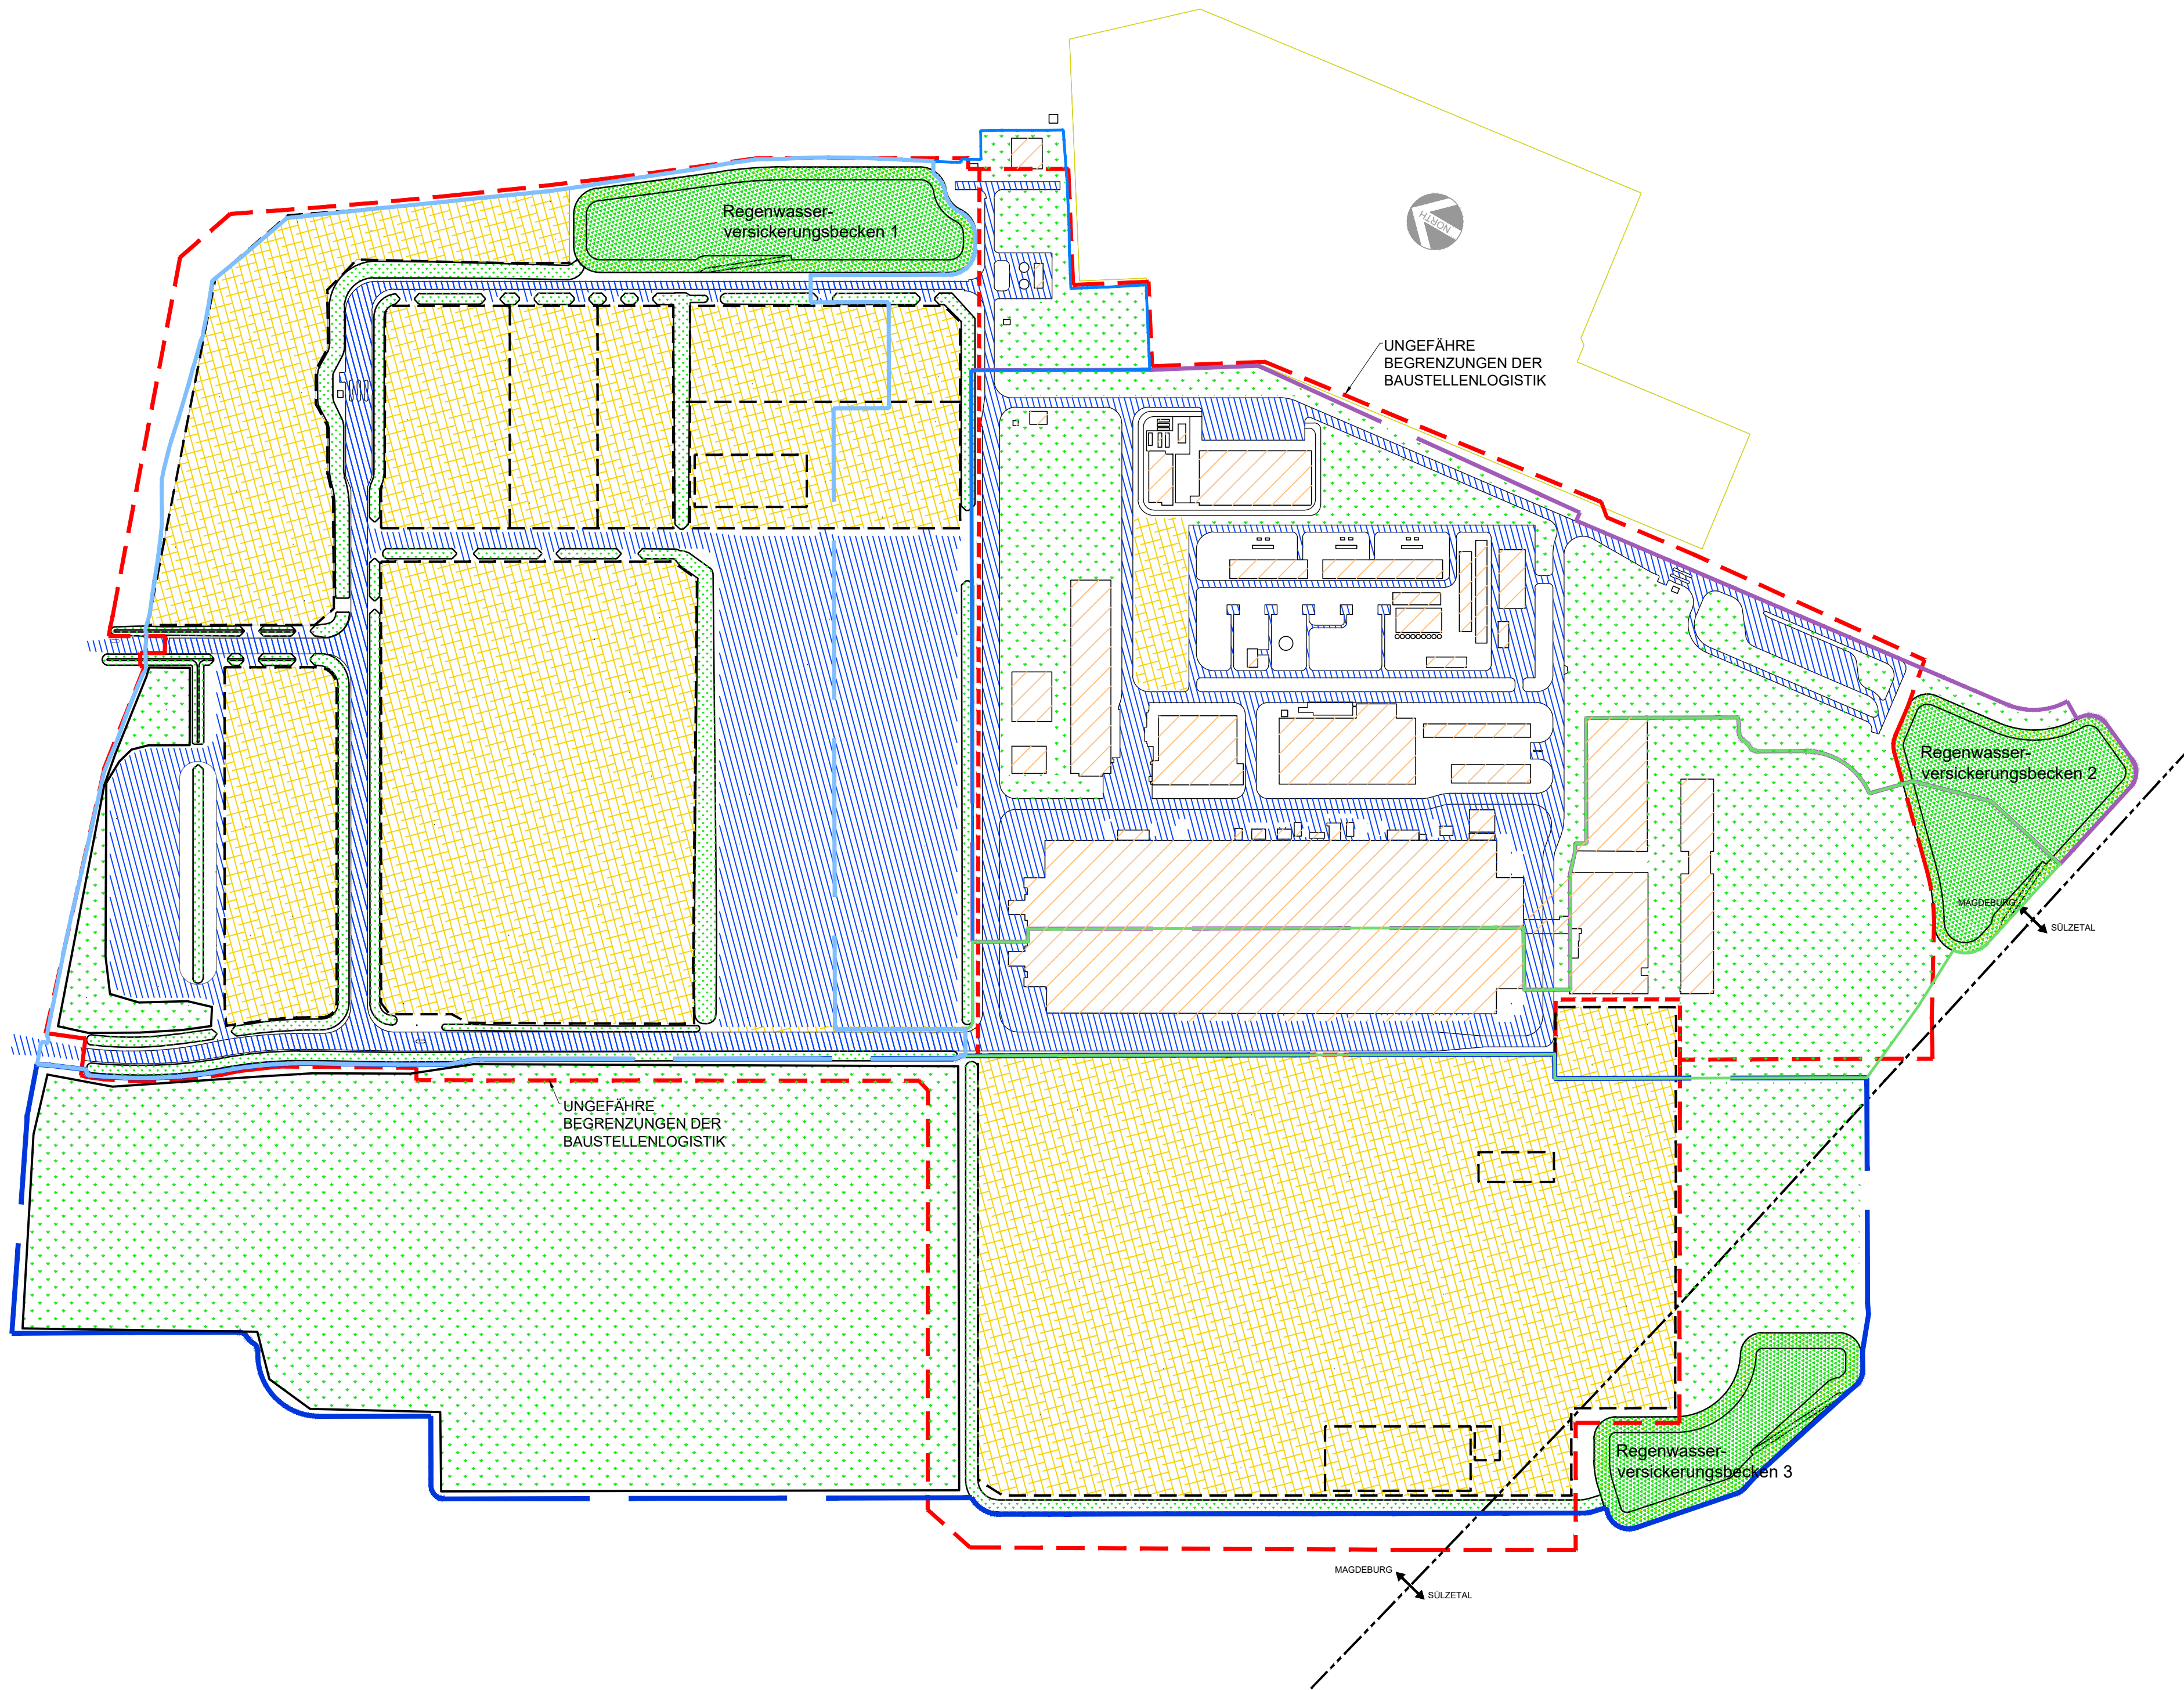 Regenwasser-
versickerungsbecken 1
NORTH
UNGEFÄHRE
BEGRENZUNGEN DER
BAUSTELLENLOGISTIK
Regenwasser-
versickerungsbecken 2
MAGDEBURG
SÜLZETAL
UNGEFÄHRE
BEGRENZUNGEN DER
BAUSTELLENLOGISTIK
Regenwasser-
versickerungsbecken 3
MAGDEBURG
SÜLZETAL